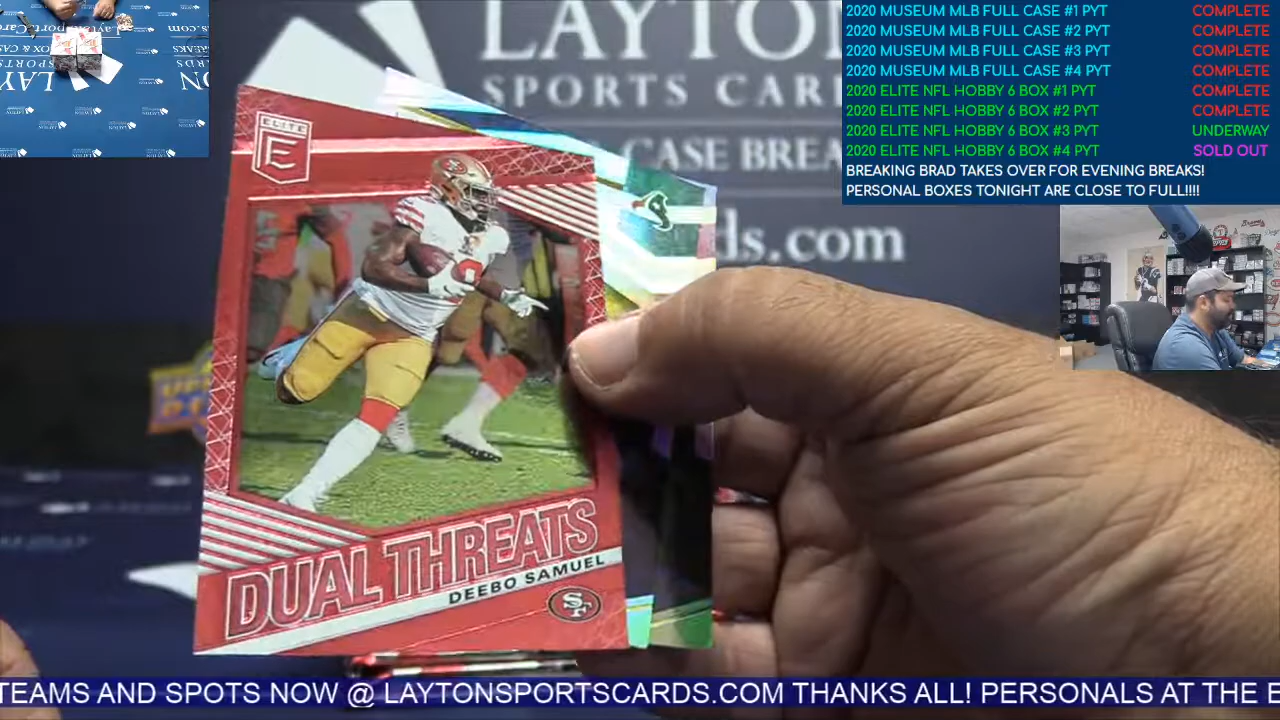 LAYTO
SPORTS CAR
CASE BREA
ds.com
2020 MUSEUM MLB FULL CASE #1 PYT COMPLETE
2020 MUSEUM MLB FULL CASE #2 PYT COMPLETE
2020 MUSEUM MLB FULL CASE #3 PYT COMPLETE
2020 MUSEUM MLB FULL CASE #4 PYT COMPLETE
2020 ELITE NFL HOBBY 6 BOX #1 PYT COMPLETE
2020 ELITE NFL HOBBY 6 BOX #2 PYT COMPLETE
2020 ELITE NFL HOBBY 6 BOX #3 PYT UNDERWAY
2020 ELITE NFL HOBBY 6 BOX #4 PYT SOLD OUT
BREAKING BRAD TAKES OVER FOR EVENING BREAKS!
PERSONAL BOXES TONIGHT ARE CLOSE TO FULL!!!!
ELITE
E
DUAL THREATS
DEEBO SAMUEL
SF
TEAMS AND SPOTS NOW @ LAYTONSPORTSCARDS.COM THANKS ALL! PERSONALS AT THE E